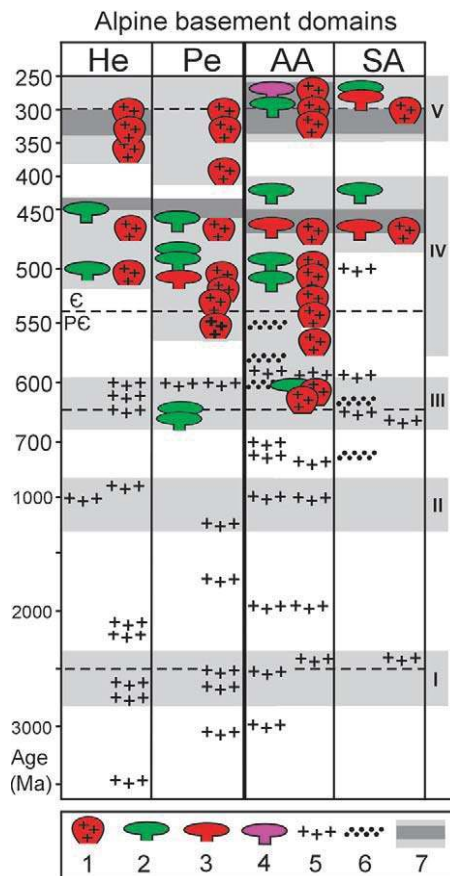 Alpine basement domains
He Pe AA SA
250
300
350
400
450
500
Є
PЄ
550
600
700
1000
2000
3000
Age
(Ma)
V
IV
III
II
I
1 2 3 4 5 6 7